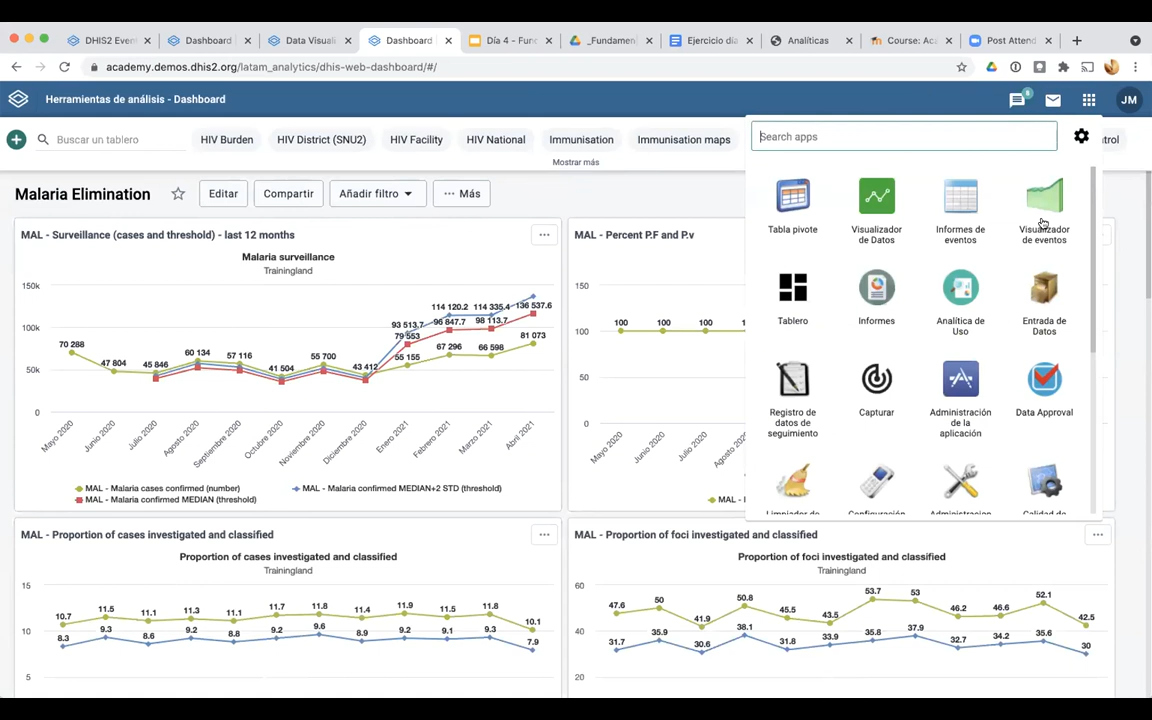 DHIS2 Even
Dashboard
Data Visuali
Dashboard
Día 4 - Fun
_Fundamen
Ejercicio día
Analíticas
Course: Aca
Post Attend
academy.demos.dhis2.org/latam_analytics/dhis-web-dashboard/#/
Herramientas de análisis - Dashboard
6
JM
Buscar un tablero
HIV Burden
HIV District (SNU2)
HIV Facility
HIV National
Immunisation
Immunisation maps
trol
Mostrar más
Search apps
Malaria Elimination
Editar
Compartir
Añadir filtro
Más
Tabla pivote
Visualizador
de Datos
Informes de
eventos
Visualizador
de eventos
Tablero
Informes
Analítica de
Uso
Entrada de
Datos
Registro de
datos de
seguimiento
Capturar
Administración
de la
aplicación
Data Approval
Limpiador de
Configuración
Administracion
Calidad de
MAL - Surveillance (cases and threshold) - last 12 months
Malaria surveillance
Trainingland
150k
100k
50k
0
70 288
47 804
45 846
60 134
57 116
41 504
55 700
43 412
93 513.7
79 553
55 155
114 120.2
96 847.7
67 296
114 335.4
98 113.7
66 598
136 537.6
81 073
Mayo 2020
Junio 2020
Julio 2020
Agosto 2020
Septiembre 2020
Octubre 2020
Noviembre 2020
Diciembre 2020
Enero 2021
Febrero 2021
Marzo 2021
Abril 2021
MAL - Malaria cases confirmed (number)
MAL - Malaria confirmed MEDIAN+2 STD (threshold)
MAL - Malaria confirmed MEDIAN (threshold)
MAL - Percent P.F and P.v
150
100
50
0
100
100
100
1
Mayo 2020
Junio 2020
Julio 2020
MAL -
MAL - Proportion of cases investigated and classified
Proportion of cases investigated and classified
Trainingland
15
10
5
10.7
11.5
11.1
11.3
11.1
11.7
11.8
11.4
11.9
11.5
11.8
10.1
8.3
9.3
8.6
9.2
8.8
9.2
9.6
8.9
9.2
9.1
9.3
7.9
MAL - Proportion of foci investigated and classified
Proportion of foci investigated and classified
Trainingland
60
40
20
47.6
50
41.9
50.8
45.5
43.5
53.7
53
46.2
46.6
52.1
42.5
31.7
35.9
30.6
38.1
31.8
33.9
35.8
37.9
32.7
34.2
35.6
30